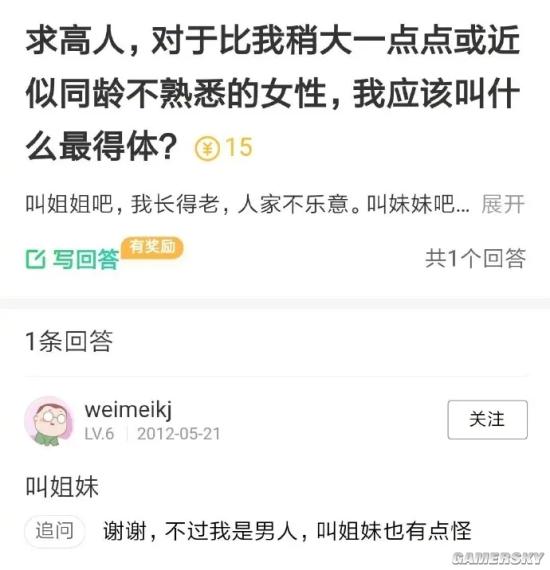 求高人，对于比我稍大一点点或近
似同龄不熟悉的女性，我应该叫什
么最得体？ ¥ 15
叫姐姐吧，我长得老，人家不乐意。叫妹妹吧... 展开
写回答 有奖励 共1个回答
1条回答
weimeikj
LV.6 2012-05-21
关注
叫姐妹
追问 谢谢，不过我是男人，叫姐妹也有点怪
GAMERSKY